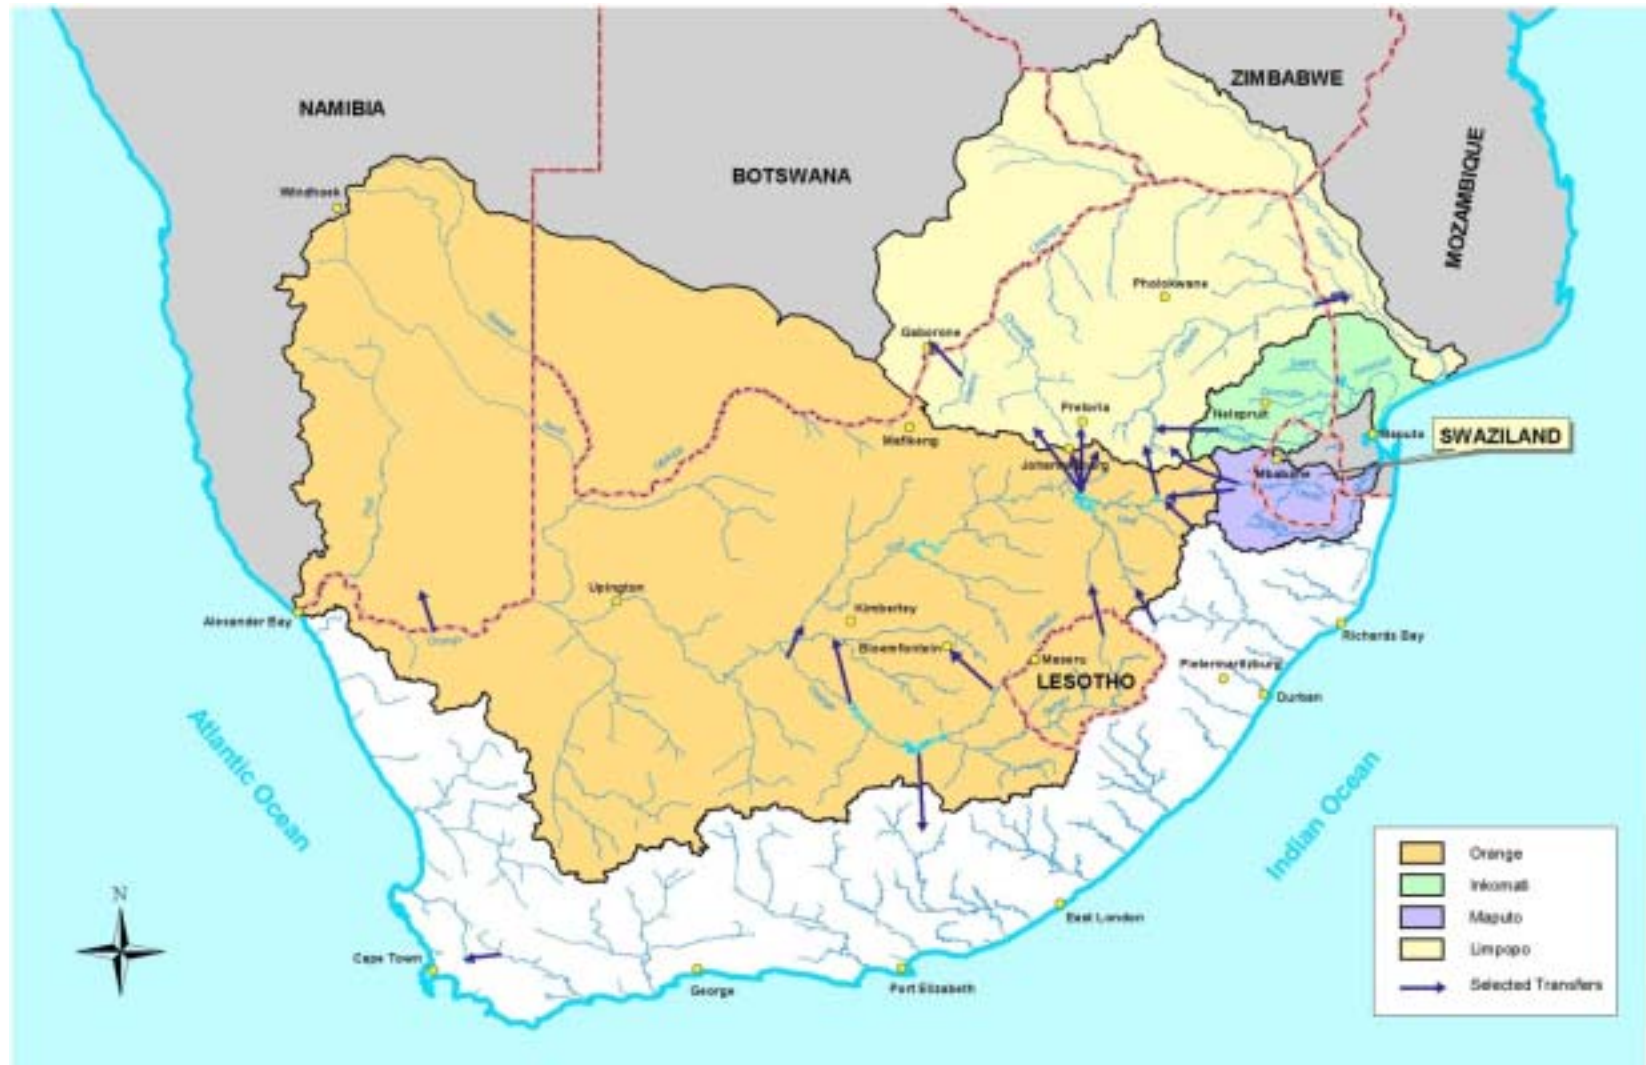 NAMIBIA
BOTSWANA
ZIMBABWE
MOZAMBIQUE
Windhoek
Gaborone
Pholokwane
Mafikeng
Pretoria
Johannesburg
Nelspruit
Maputo
SWAZILAND
Mbabane
Alexander Bay
Upington
Kimberley
Bloemfontein
Maseru
LESOTHO
Richards Bay
Pietermaritzburg
Durban
Atlantic Ocean
Indian Ocean
East London
Port Elizabeth
George
Cape Town
N
Orange
Inkomati
Maputo
Limpopo
Selected Transfers